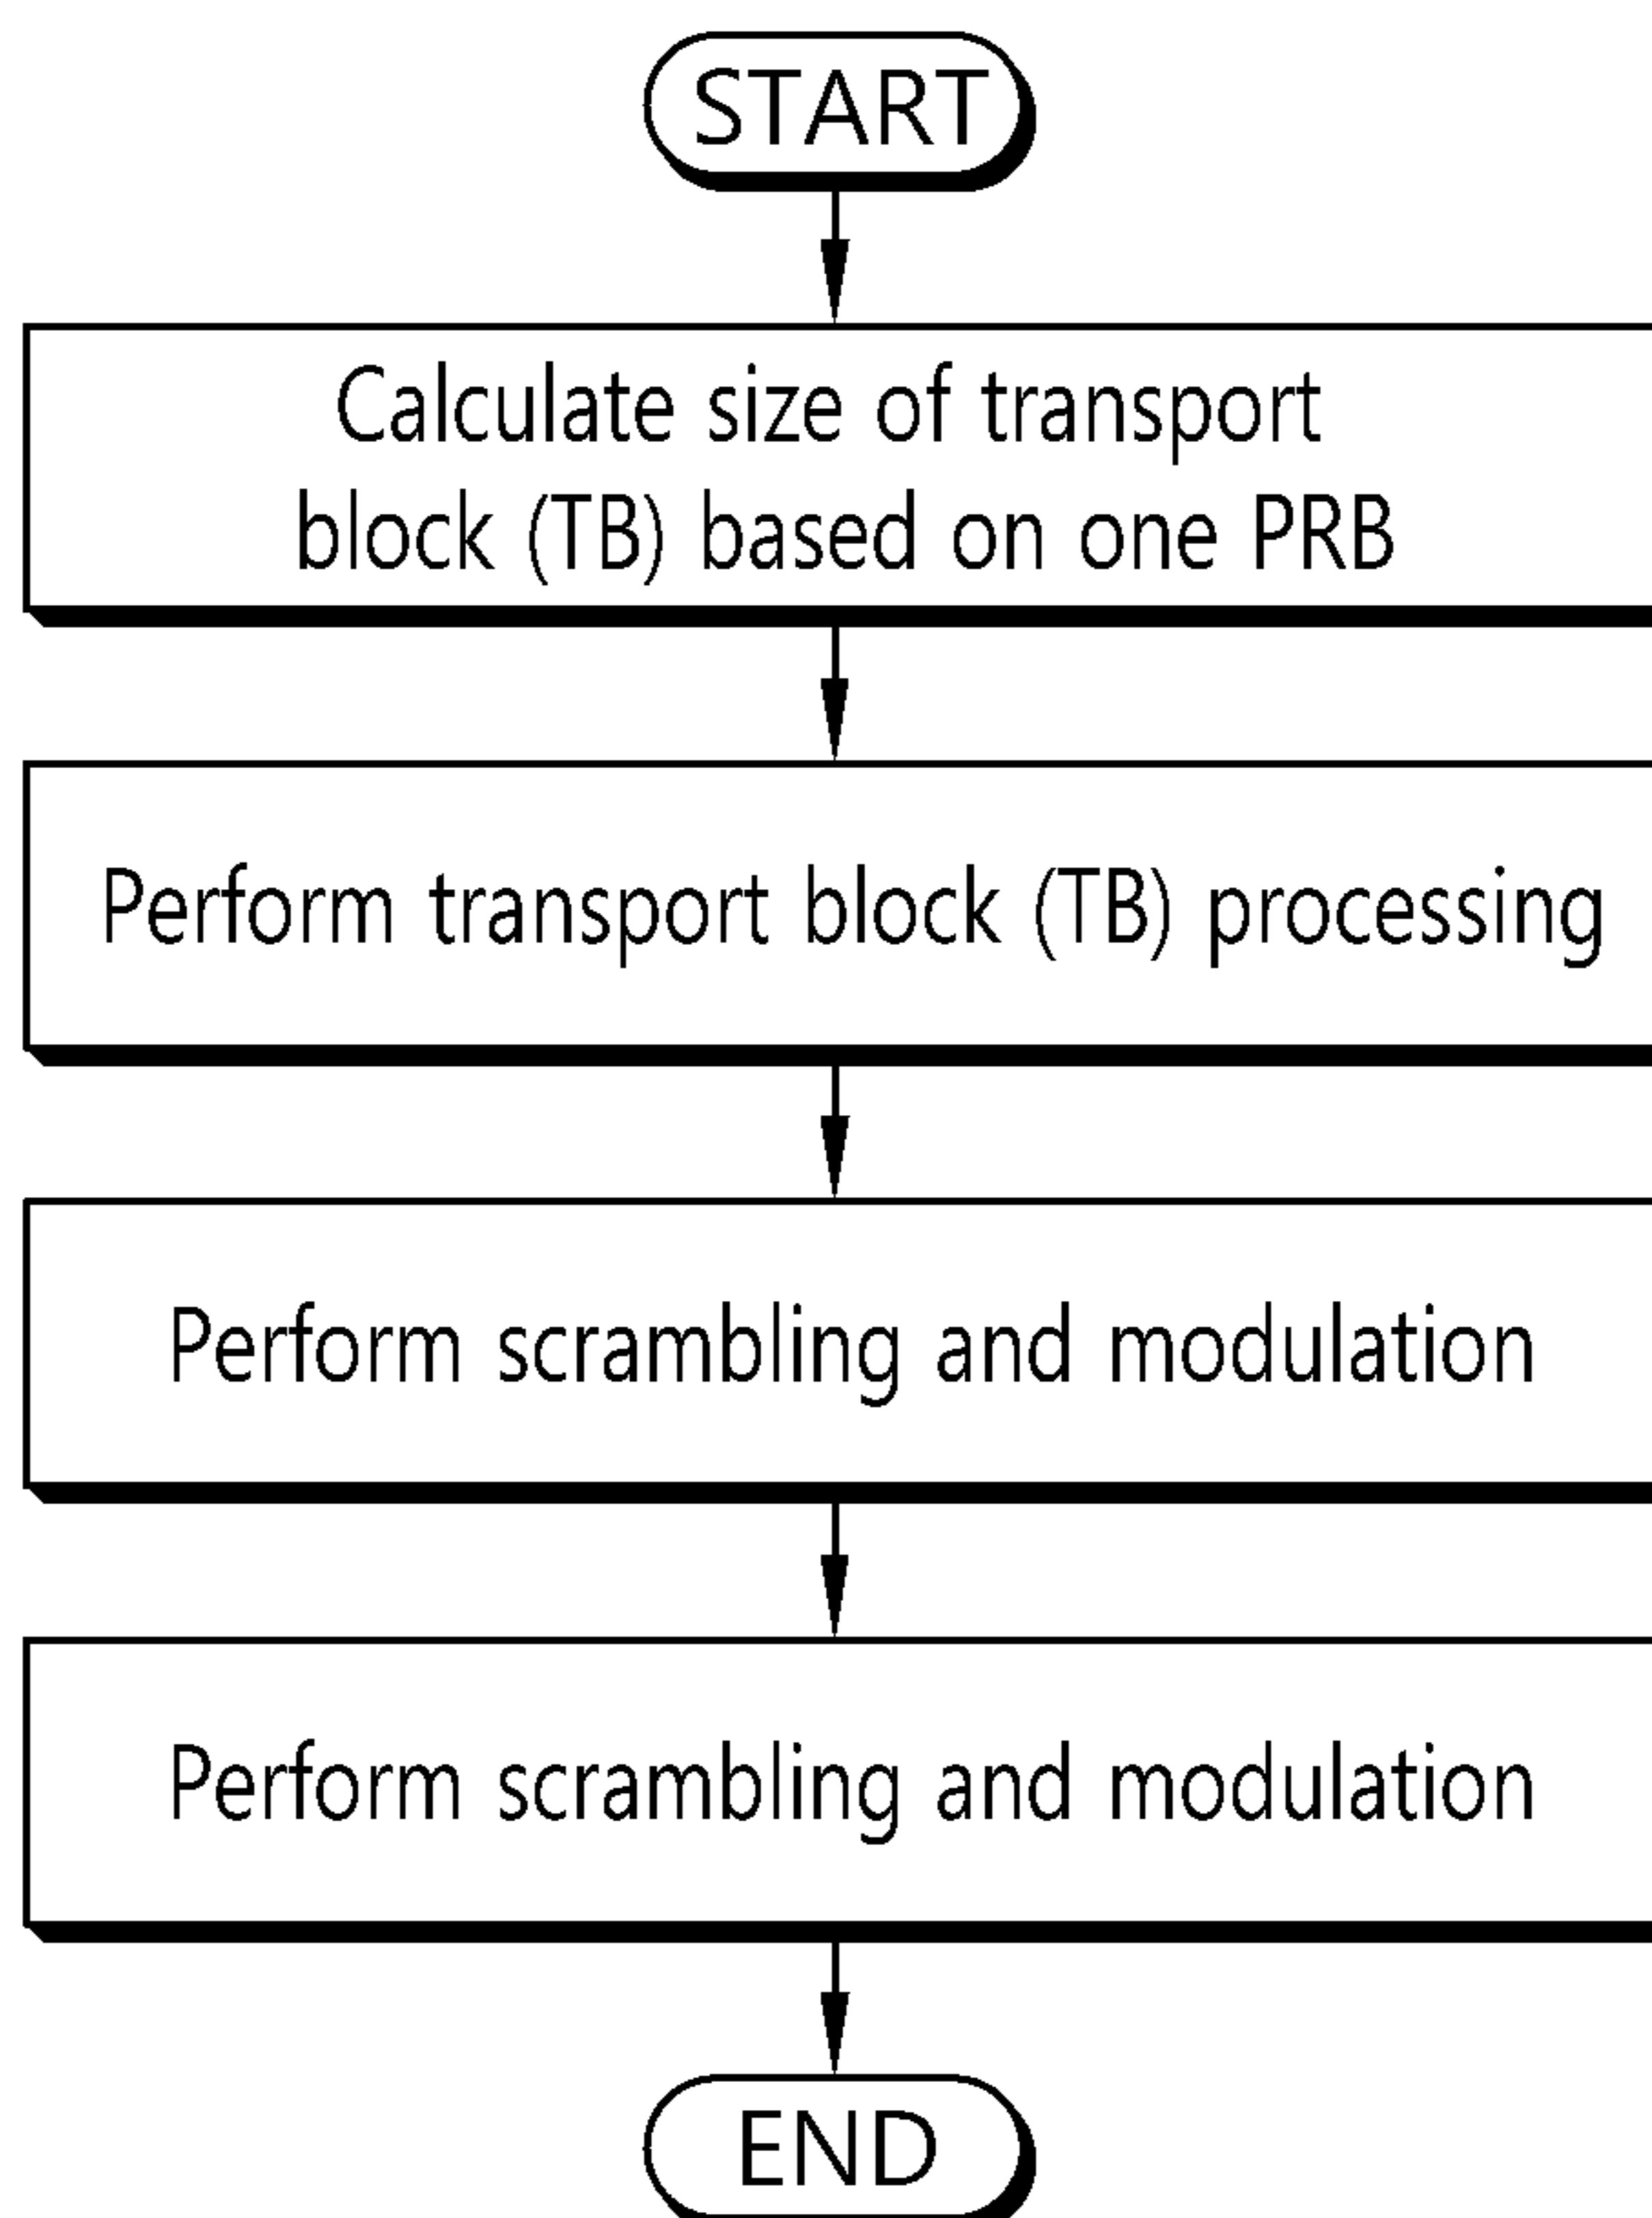 START
Calculate size of transport
block (TB) based on one PRB
Perform transport block (TB) processing
Perform scrambling and modulation
Perform scrambling and modulation
END